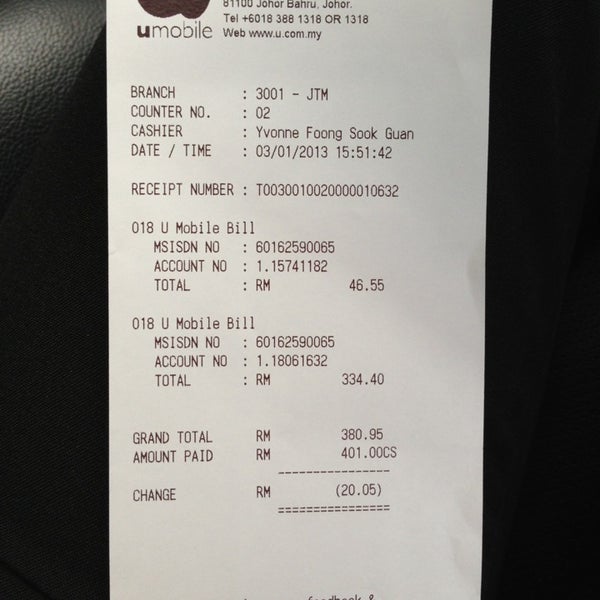 81100 Johor Bahru, Johor.
Tel +6018 388 1318 OR 1318
umobile Web www.u.com.my
BRANCH : 3001 - JTM
COUNTER NO. : 02
CASHIER : Yvonne Foong Sook Guan
DATE / TIME : 03/01/2013 15:51:42
RECEIPT NUMBER : T0030010020000010632
018 U Mobile Bill
MSISDN NO : 60162590065
ACCOUNT NO : 1.15741182
TOTAL : RM 46.55
018 U Mobile Bill
MSISDN NO : 60162590065
ACCOUNT NO : 1.18061632
TOTAL : RM 334.40
GRAND TOTAL RM 380.95
AMOUNT PAID RM 401.00CS
----------------
CHANGE RM (20.05)
================
feedback &